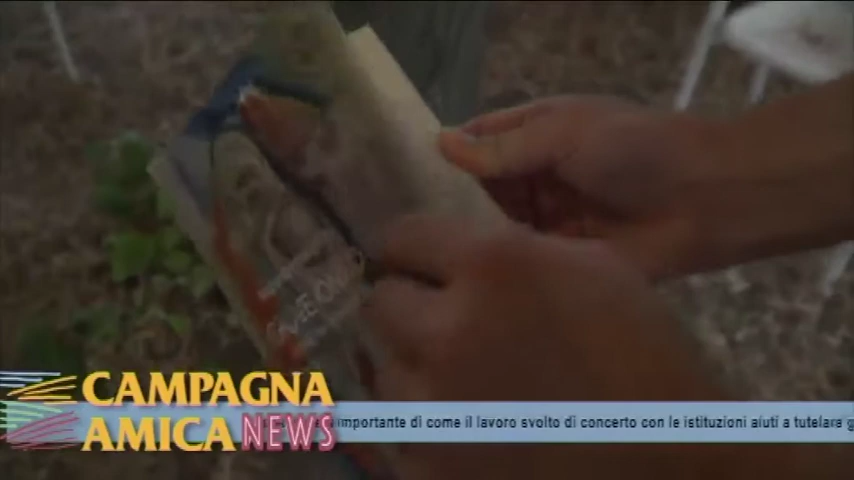 CAMPAGNA
AMICA NEWS
importante di come il lavoro svolto di concerto con le istituzioni aiuti a tutelare